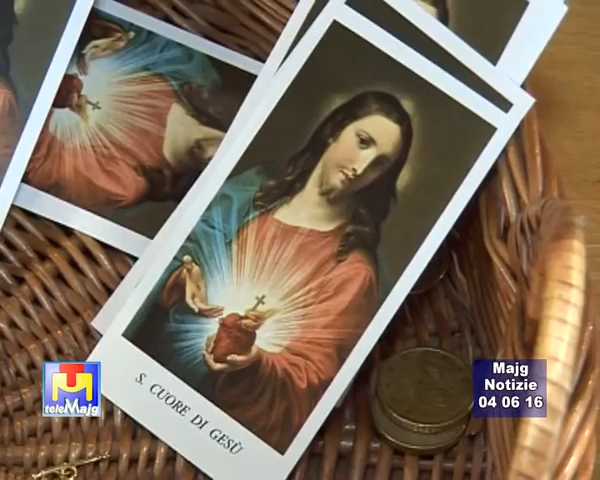 S. CUORE DI GESÙ
teleMajg
Majg
Notizie
04 06 16